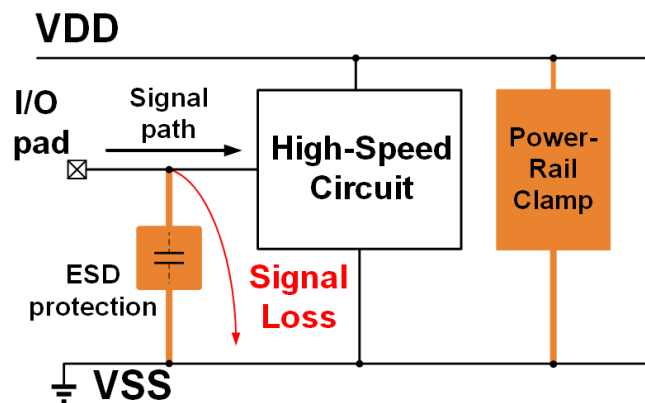 VDD
I/O
pad
Signal
path
High-Speed
Circuit
Power-
Rail
Clamp
ESD
protection
Signal
Loss
VSS